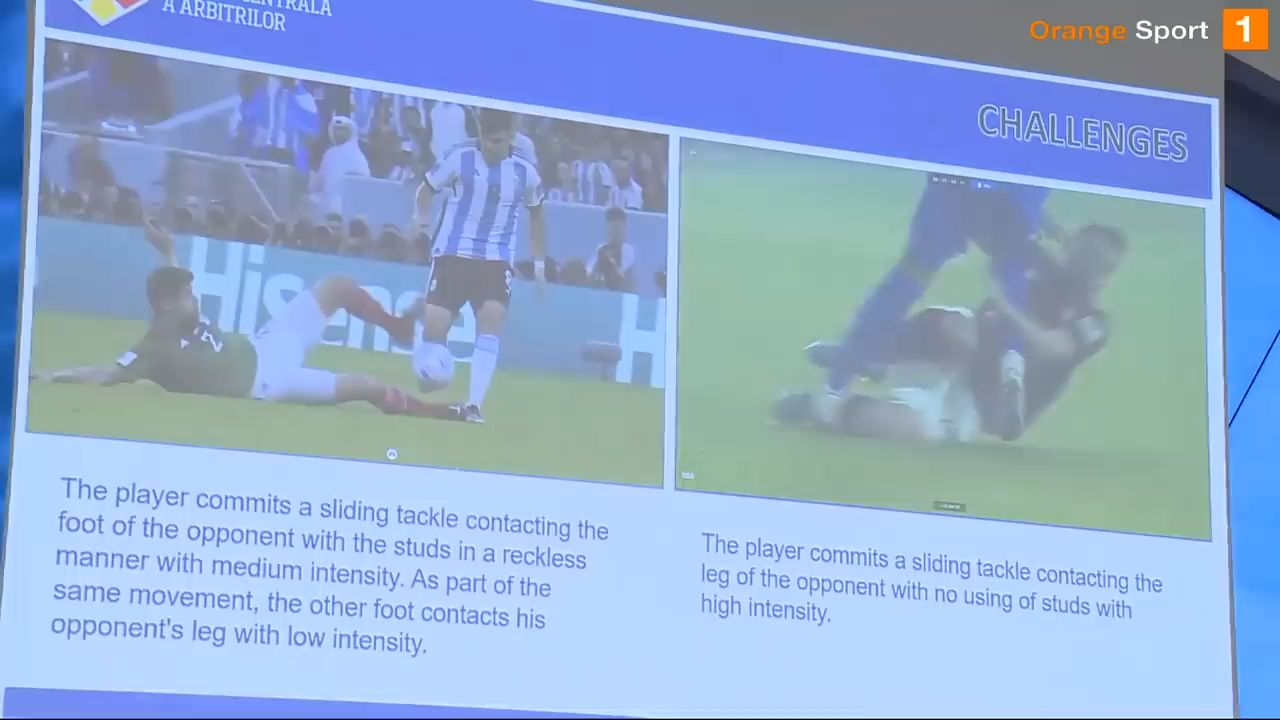 A ARBITRILOR
Orange Sport 1
CHALLENGES
Hisense
H
The player commits a sliding tackle contacting the
foot of the opponent with the studs in a reckless
manner with medium intensity. As part of the
same movement, the other foot contacts his
opponent's leg with low intensity.
The player commits a sliding tackle contacting the
leg of the opponent with no using of studs with
high intensity.